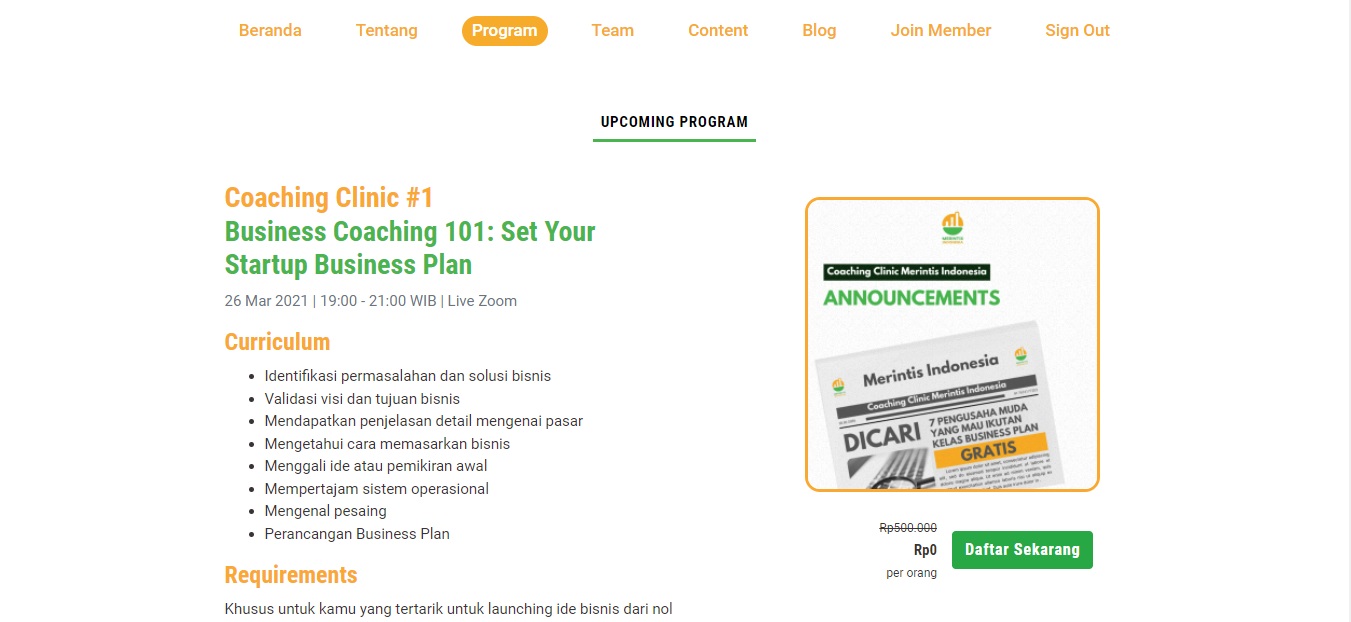 Beranda
Tentang
Program
Team
Content
Blog
Join Member
Sign Out
UPCOMING PROGRAM
Coaching Clinic #1
Business Coaching 101: Set Your
Startup Business Plan
26 Mar 2021 | 19:00 - 21:00 WIB | Live Zoom
Curriculum
Identifikasi permasalahan dan solusi bisnis
Validasi visi dan tujuan bisnis
Mendapatkan penjelasan detail mengenai pasar
Mengetahui cara memasarkan bisnis
Menggali ide atau pemikiran awal
Mempertajam sistem operasional
Mengenal pesaing
Perancangan Business Plan
Requirements
Khusus untuk kamu yang tertarik untuk launching ide bisnis dari nol
MERINTIS
Coaching Clinic Merintis Indonesia
ANNOUNCEMENTS
Merintis Indonesia
Coaching Clinic Merintis Indonesia
DICARI
7 PENGUSAHA MUDA
YANG MAU IKUTAN
KELAS BUSINESS PLAN
GRATIS
Rp500.000
Rp0
per orang
Daftar Sekarang